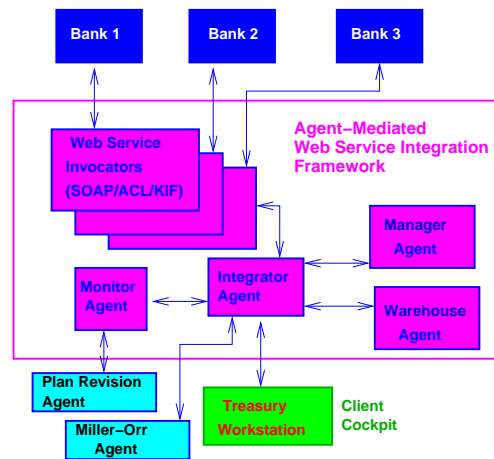 Bank 1
Bank 2
Bank 3
Agent−Mediated
Web Service Integration
Framework
Web Service
Invocators
(SOAP/ACL/KIF)
Manager
Agent
Integrator
Agent
Monitor
Agent
Warehouse
Agent
Plan Revision
Agent
Treasury
Workstation
Client
Cockpit
Miller−Orr
Agent